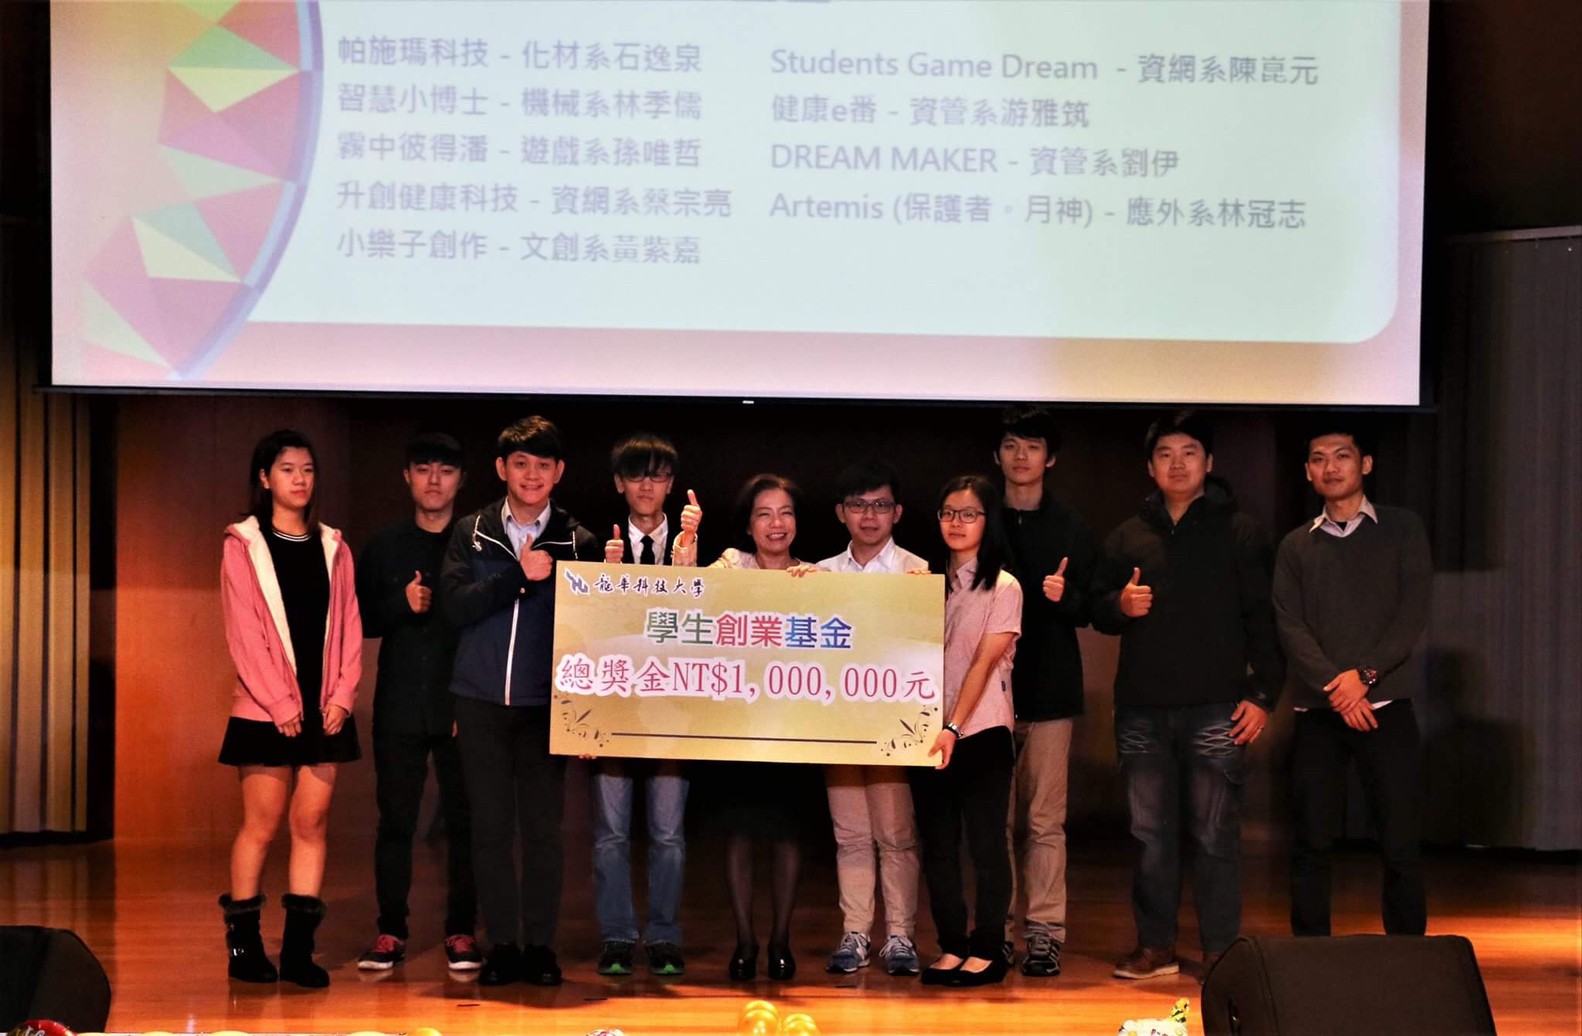 帕施瑪科技 - 化材系石逸泉
智慧小博士 - 機械系林季儒
霧中彼得潘 - 遊戲系孫唯哲
升創健康科技 - 資網系蔡宗亮
小樂子創作 - 文創系黃紫嘉
Students Game Dream - 資網系陳崑元
健康e番 - 資管系游雅筑
DREAM MAKER - 資管系劉伊
Artemis (保護者。月神) - 應外系林冠志
龍華科技大學
學生創業基金
總獎金NT$1,000,000元